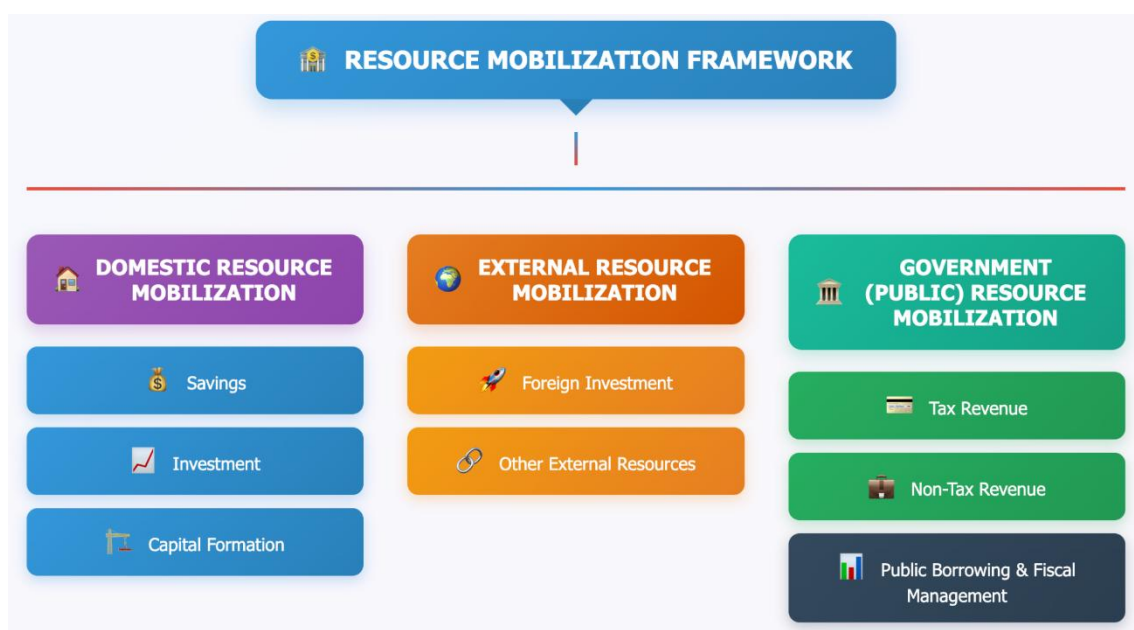 RESOURCE MOBILIZATION FRAMEWORK
DOMESTIC RESOURCE
MOBILIZATION
Savings
Investment
Capital Formation
EXTERNAL RESOURCE
MOBILIZATION
Foreign Investment
Other External Resources
GOVERNMENT
(PUBLIC) RESOURCE
MOBILIZATION
Tax Revenue
Non-Tax Revenue
Public Borrowing & Fiscal
Management